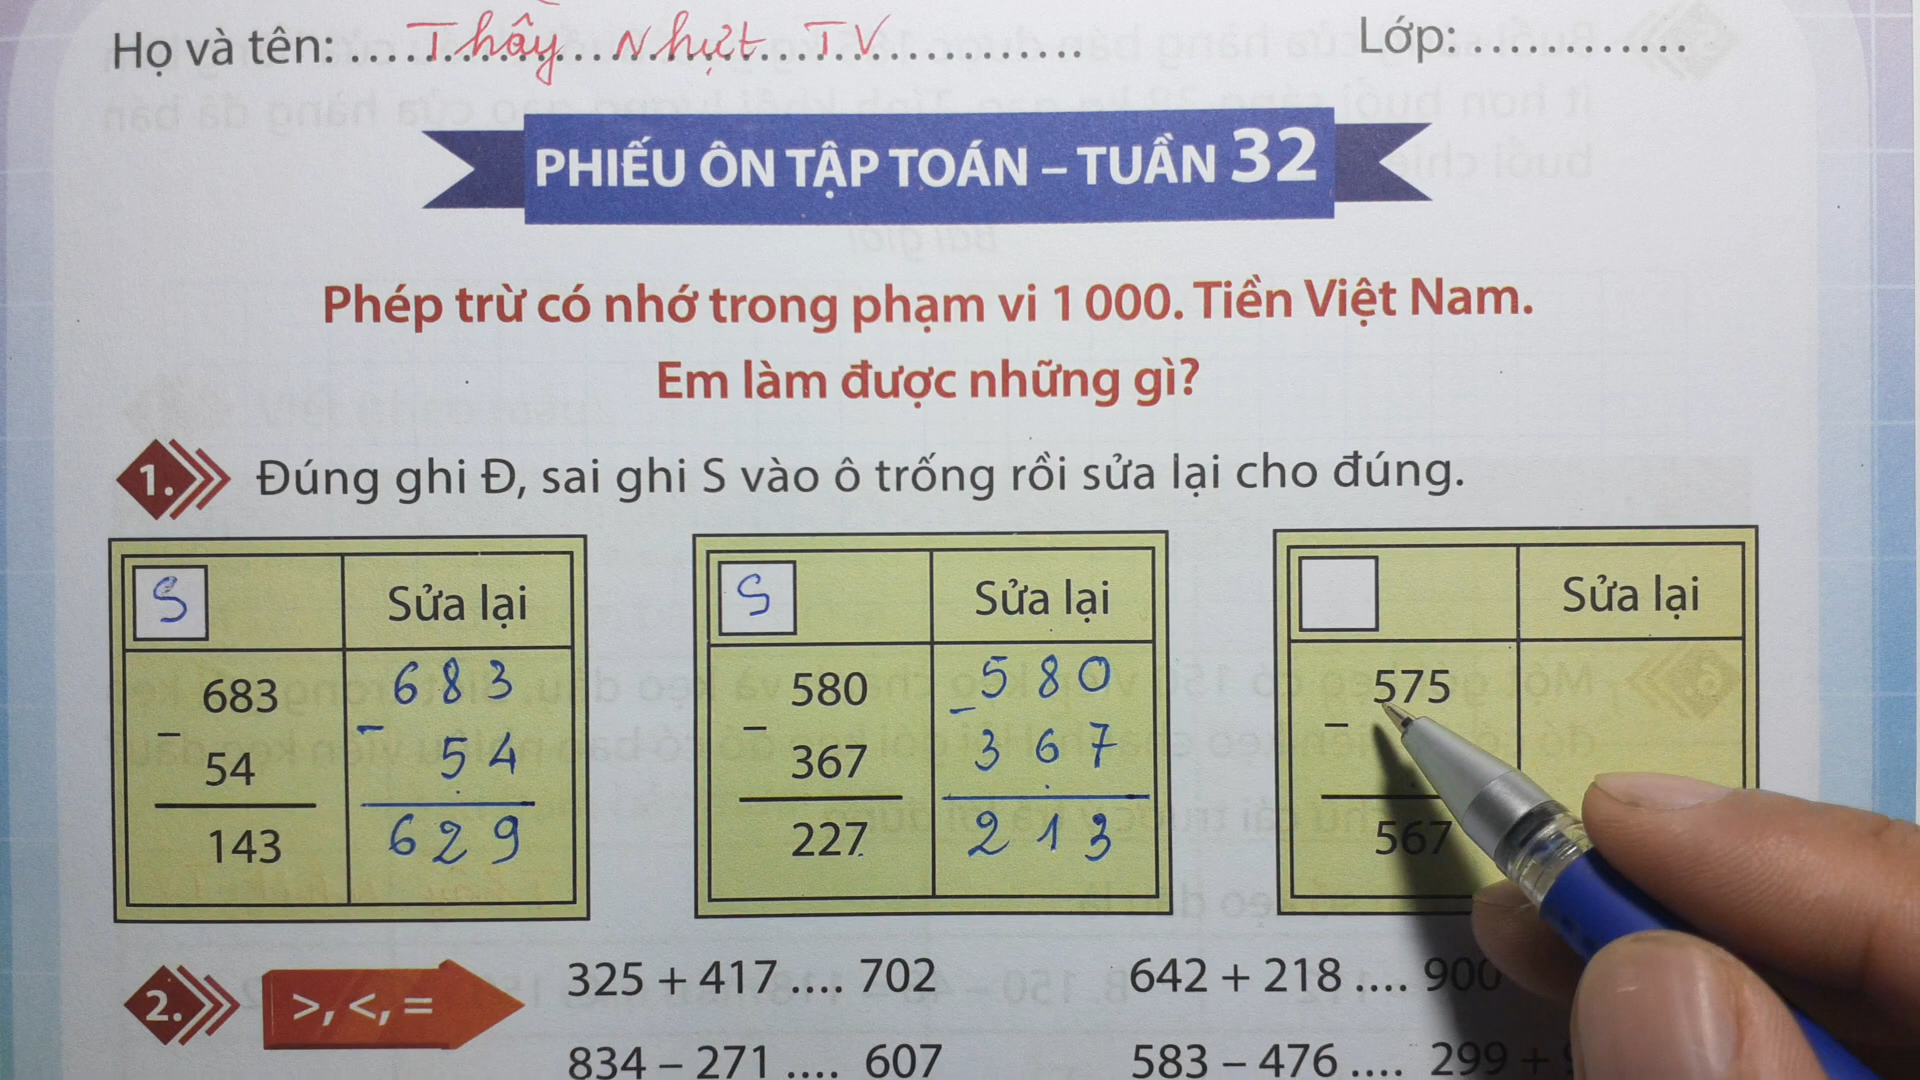 Họ và tên: Thầy Nhựt TV
Lớp: .............
PHIẾU ÔN TẬP TOÁN – TUẦN 32
Phép trừ có nhớ trong phạm vi 1 000. Tiền Việt Nam.
Em làm được những gì?
1. Đúng ghi Đ, sai ghi S vào ô trống rồi sửa lại cho đúng.
S Sửa lại
683 683
– –
54 54
143 629
S Sửa lại
580 580
– –
367 367
227 213
Sửa lại
575
–
567
2. >, <, =
325 + 417 .... 702
642 + 218 .... 900
834 – 271 .... 607
583 – 476 .... 299 +